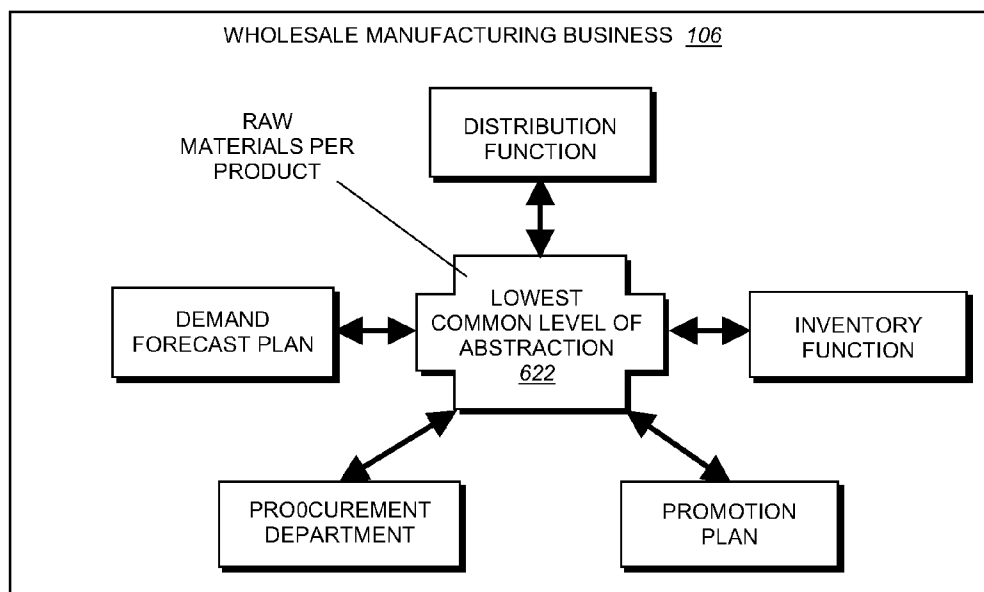 WHOLESALE MANUFACTURING BUSINESS 106
RAW
MATERIALS PER
PRODUCT
DISTRIBUTION
FUNCTION
DEMAND
FORECAST PLAN
LOWEST
COMMON LEVEL OF
ABSTRACTION
622
INVENTORY
FUNCTION
PRO0CUREMENT
DEPARTMENT
PROMOTION
PLAN